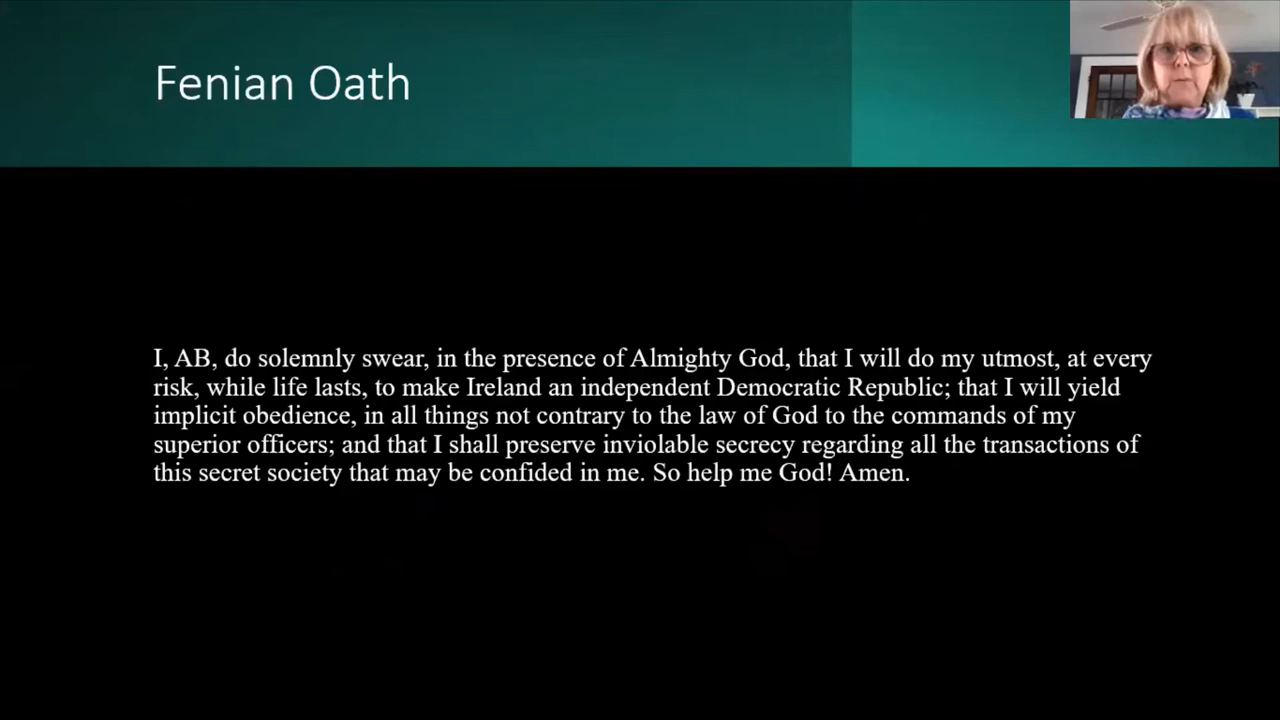 Fenian Oath
I, AB, do solemnly swear, in the presence of Almighty God, that I will do my utmost, at every
risk, while life lasts, to make Ireland an independent Democratic Republic; that I will yield
implicit obedience, in all things not contrary to the law of God to the commands of my
superior officers; and that I shall preserve inviolable secrecy regarding all the transactions of
this secret society that may be confided in me. So help me God! Amen.